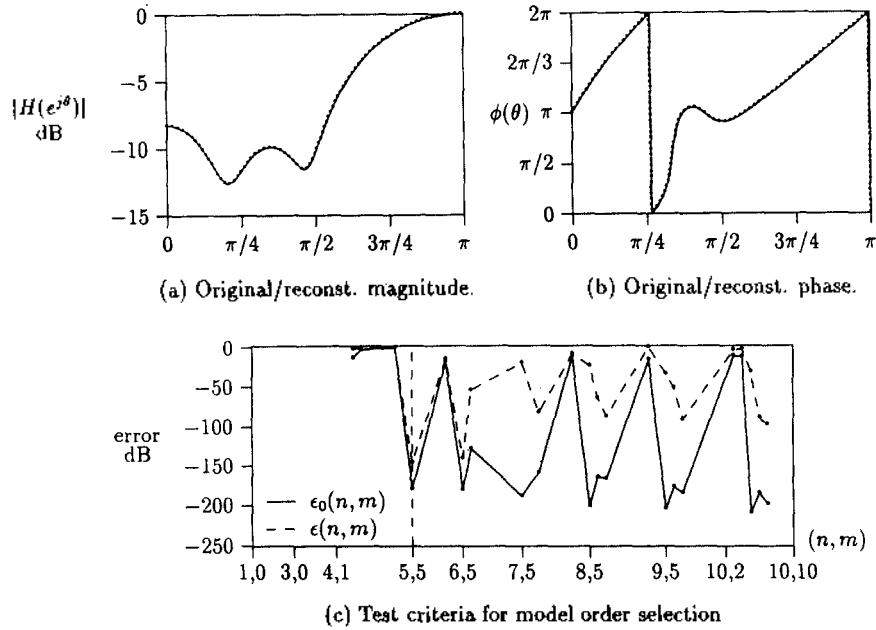 0
−5
−10
−15
|H(e^{jθ})|
dB
0 π/4 π/2 3π/4 π
(a) Original/reconst. magnitude.
2π
2π/3
φ(θ) π
π/2
0
0 π/4 π/2 3π/4 π
(b) Original/reconst. phase.
0
−50
−100
−150
−200
−250
error
dB
ϵ₀(n, m)
ϵ(n, m)
(n, m)
1,0 3,0 4,1 5,5 6,5 7,5 8,5 9,5 10,2 10,10
(c) Test criteria for model order selection